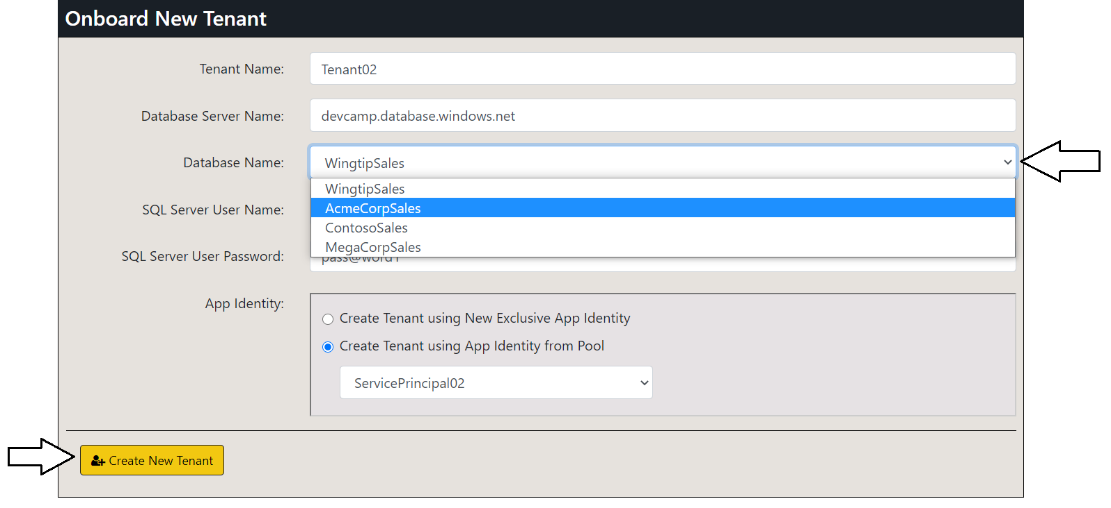 Onboard New Tenant
Tenant Name: Tenant02
Database Server Name: devcamp.database.windows.net
Database Name: WingtipSales
WingtipSales
SQL Server User Name: AcmeCorpSales
ContosoSales
MegaCorpSales
SQL Server User Password: pass@word1
App Identity:
Create Tenant using New Exclusive App Identity
Create Tenant using App Identity from Pool
ServicePrincipal02
Create New Tenant